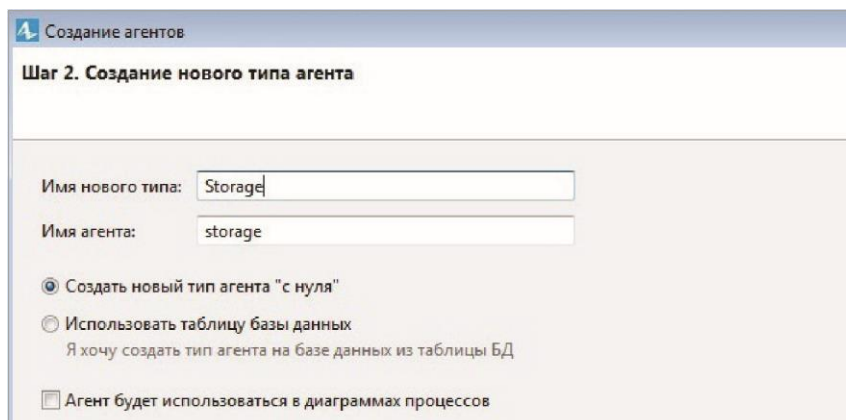 Создание агентов
Шаг 2. Создание нового типа агента
Имя нового типа: Storage
Имя агента: storage
Создать новый тип агента "с нуля"
Использовать таблицу базы данных
Я хочу создать тип агента на базе данных из таблицы БД
Агент будет использоваться в диаграммах процессов